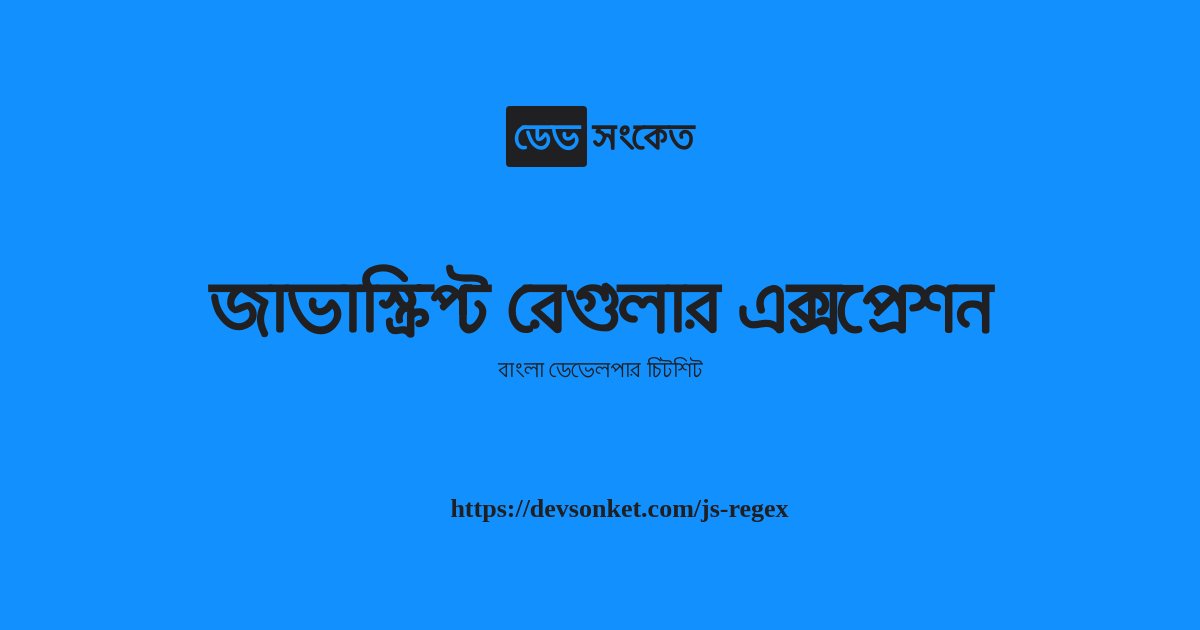 ডেভ সংকেত
জাভাস্ক্রিপ্ট রেগুলার এক্সপ্রেশন
বাংলা ডেভেলপার চিটশিট
https://devsonket.com/js-regex